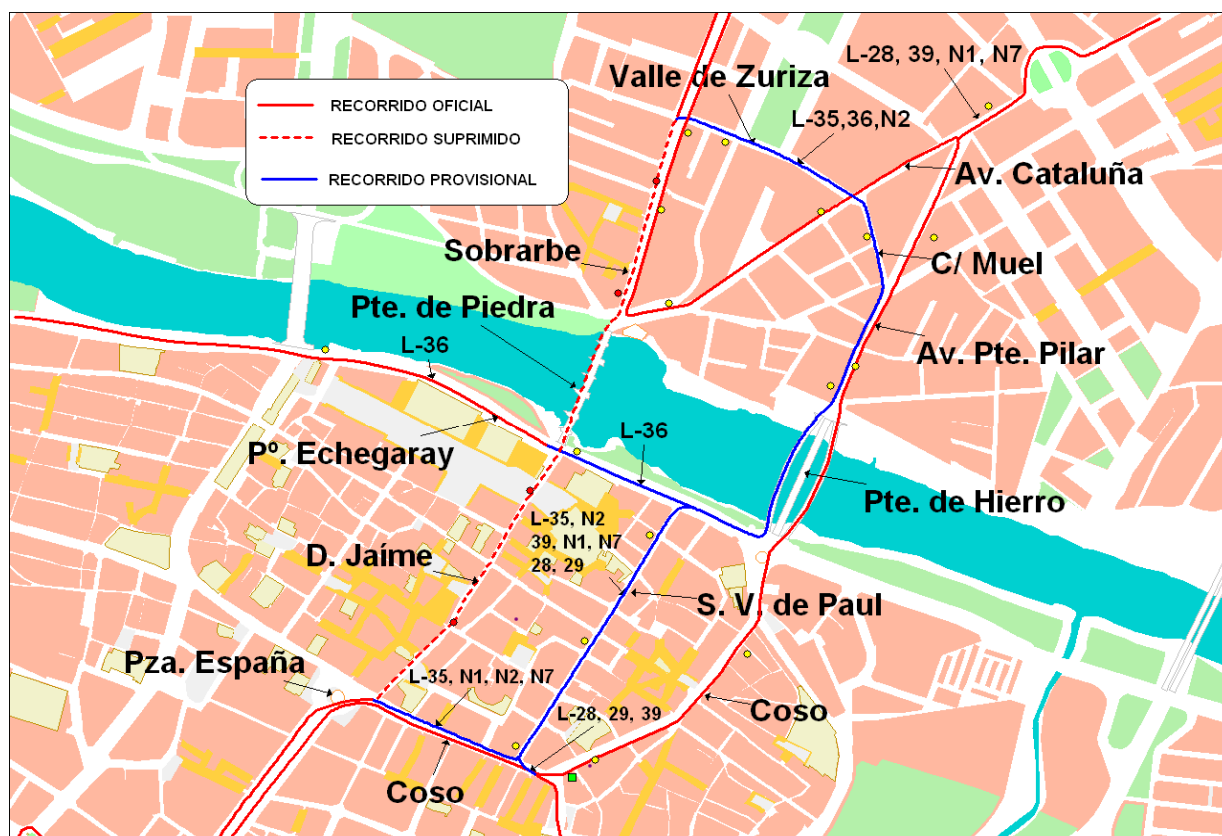 Valle de Zuriza
L-28, 39, N1, N7
L-35,36,N2
RECORRIDO OFICIAL
RECORRIDO SUPRIMIDO
RECORRIDO PROVISIONAL
Av. Cataluña
Sobrarbe
C/ Muel
Pte. de Piedra
L-36
Av. Pte. Pilar
Pº. Echegaray
L-36
Pte. de Hierro
L-35, N2
39, N1, N7
28, 29
D. Jaíme
S. V. de Paul
Pza. España
L-35, N1, N2, N7
L-28, 29, 39
Coso
Coso